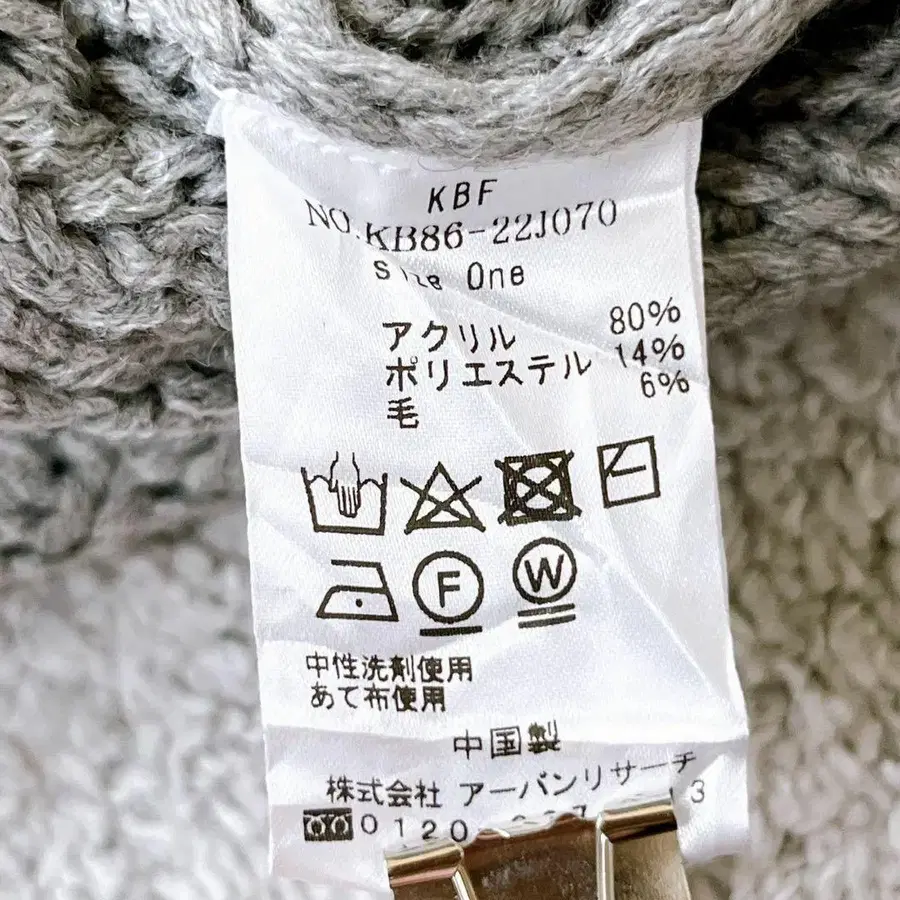 KBF
NO.KB86-22J070
Size One
アクリル 80%
ポリエステル 14%
毛 6%
F
W
中性洗剤使用
あて布使用
中国製
株式会社 アーバンリサーチ
0120